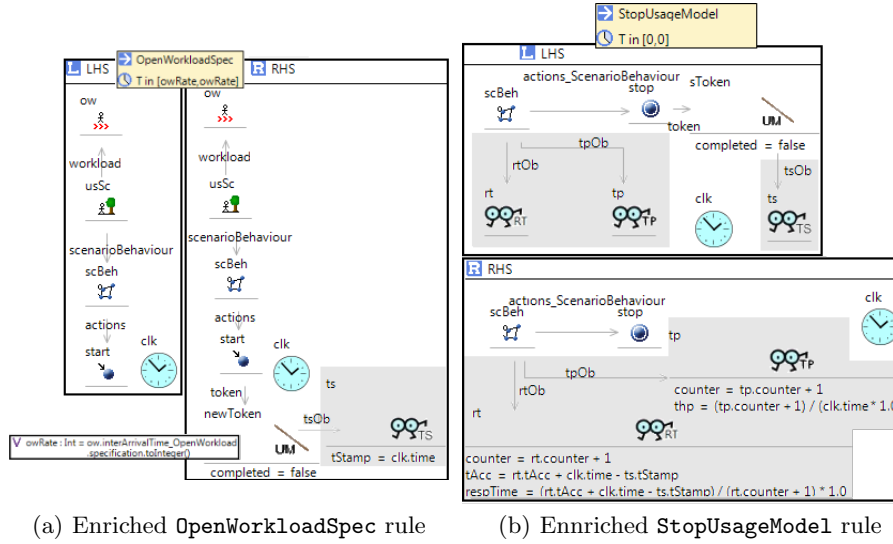 OpenWorkloadSpec
T in [owRate,owRate]
LHS
RHS
ow
workload
usSc
scenarioBehaviour
scBeh
actions
start
clk
ow
workload
usSc
scenarioBehaviour
scBeh
actions
start
clk
token
newToken
tsOb
ts
UM
TS
tStamp = clk.time
completed = false
owRate : Int = ow.interArrivalTime_OpenWorkload
.specification.toInteger()
StopUsageModel
T in [0,0]
LHS
actions_ScenarioBehaviour
scBeh
stop
sToken
token
UM
completed = false
tpOb
rtOb
tsOb
rt
tp
clk
ts
RT
TP
TS
RHS
actions_ScenarioBehaviour
scBeh
stop
clk
tp
tpOb
rtOb
TP
counter = tp.counter + 1
thp = (tp.counter + 1) / (clk.time * 1.0
rt
RT
counter = rt.counter + 1
tAcc = rt.tAcc + clk.time - ts.tStamp
respTime = (rt.tAcc + clk.time - ts.tStamp) / (rt.counter + 1) * 1.0
(a) Enriched OpenWorkloadSpec rule
(b) Ennriched StopUsageModel rule